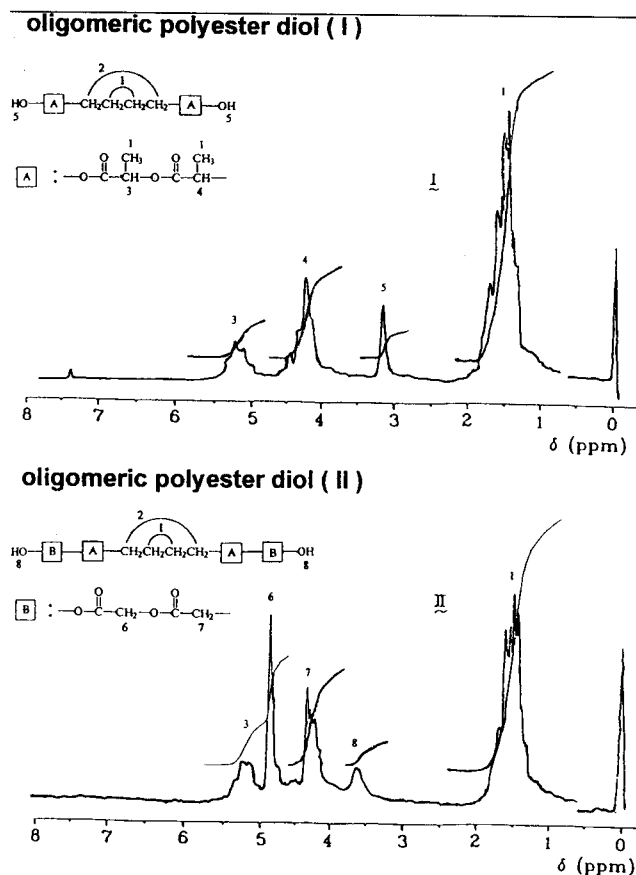 oligomeric polyester diol ( I )
2
1
HO—A—CH₂CH₂CH₂CH₂—A—OH
5 5
1 1
O CH₃ O CH₃
A : —O—C—CH—O—C—CH—
3 4
I
1
4
5
3
8 7 6 5 4 3 2 1 0
δ (ppm)
oligomeric polyester diol ( II )
2
1
HO—B—A—CH₂CH₂CH₂CH₂—A—B—OH
8 8
O O
B : —O—C—CH₂—O—C—CH₂—
6 7
II
1
6
7
3
8
8 7 6 5 4 3 2 1 0
δ (ppm)